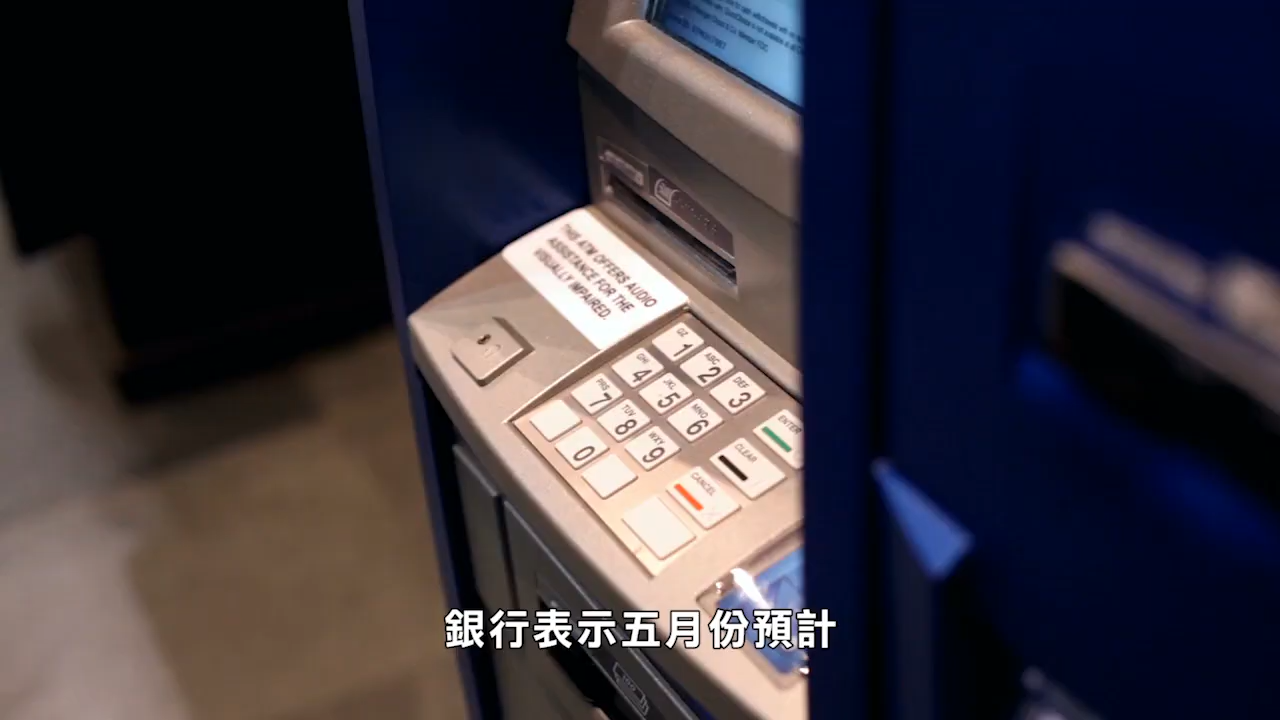 THIS ATM OFFERS AUDIO
ASSISTANCE FOR THE
VISUALLY IMPAIRED.
QZ 1
ABC 2
DEF 3
ENTER
GHI 4
JKL 5
MNO 6
CLEAR
PRS 7
TUV 8
WXY 9
CANCEL
0
銀行表示五月份預計